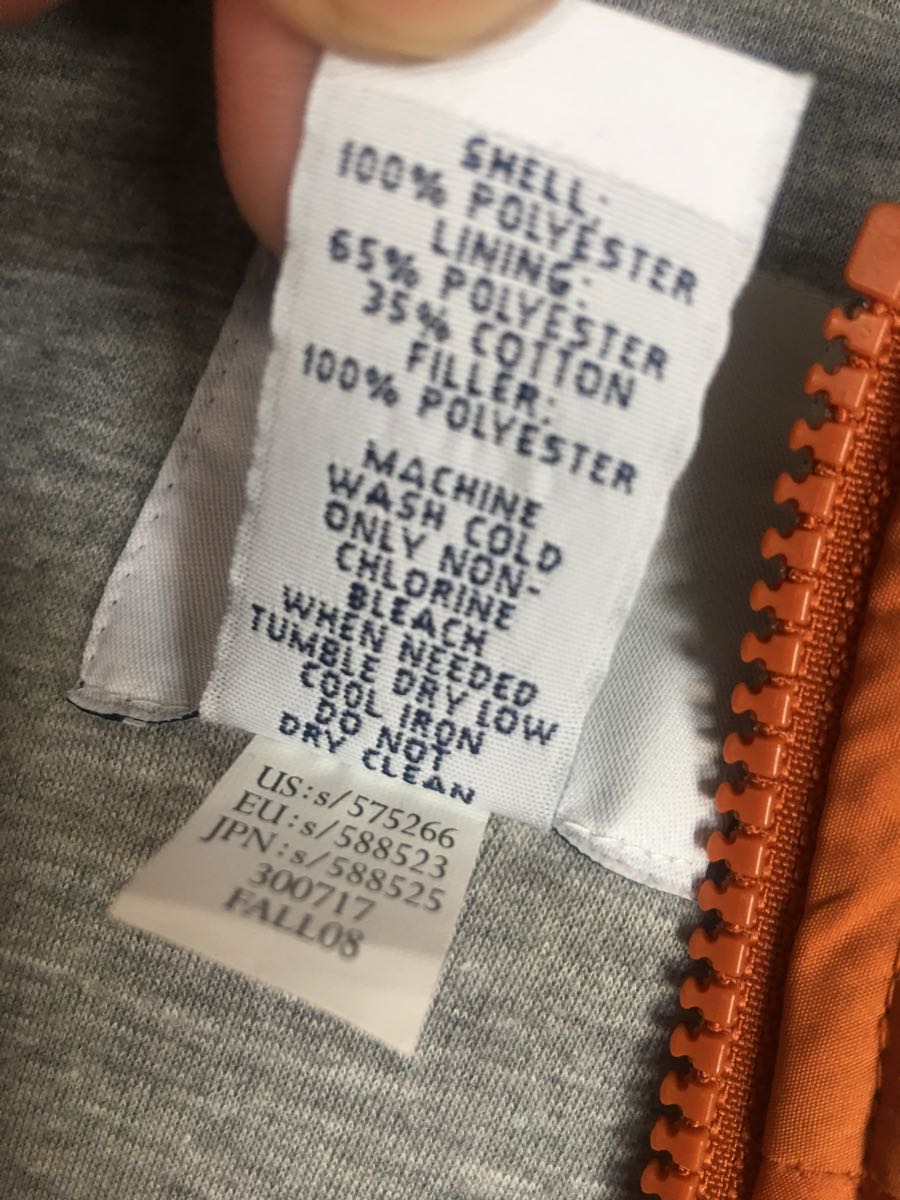 SHELL:
100% POLYESTER
LINING:
65% POLYESTER
35% COTTON
FILLER:
100% POLYESTER
MACHINE
WASH COLD
ONLY NON-
CHLORINE
BLEACH
WHEN NEEDED
TUMBLE DRY LOW
COOL IRON
DO NOT
DRY CLEAN
US:s/575266
EU:s/588523
JPN:s/588525
300717
FALL08